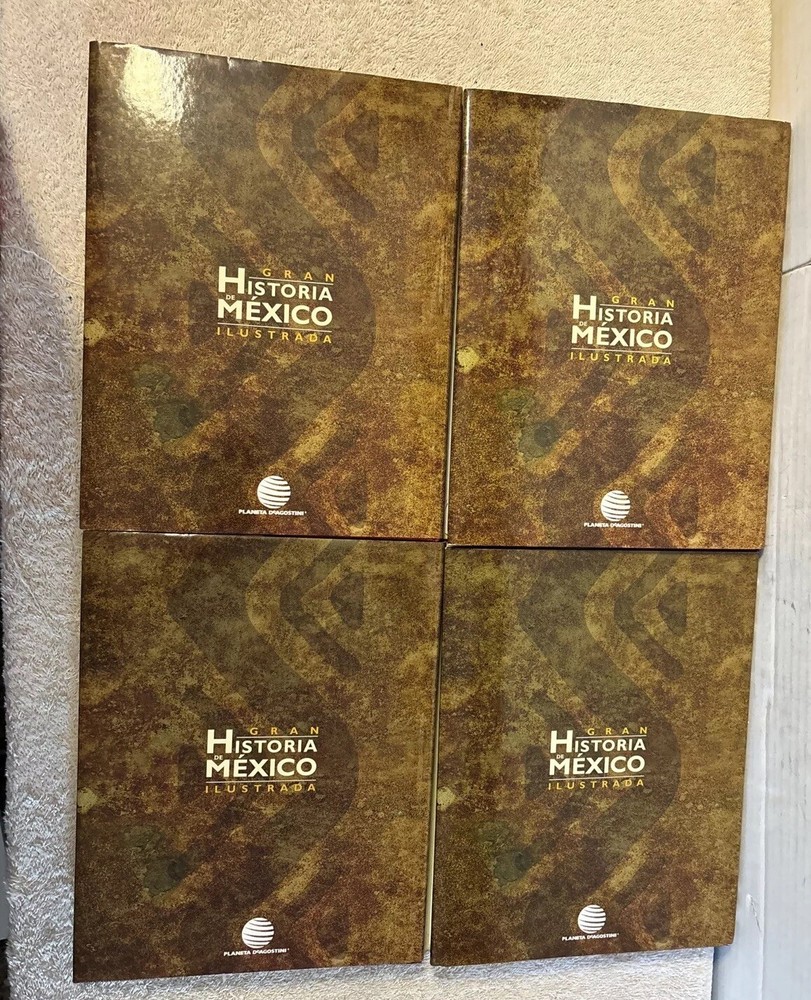 GRAN
HISTORIA
DE
MÉXICO
ILUSTRADA
PLANETA DEAGOSTINI
GRAN
HISTORIA
DE
MÉXICO
ILUSTRADA
PLANETA DEAGOSTINI
GRAN
HISTORIA
DE
MÉXICO
ILUSTRADA
PLANETA DEAGOSTINI
GRAN
HISTORIA
DE
MÉXICO
ILUSTRADA
PLANETA DEAGOSTINI